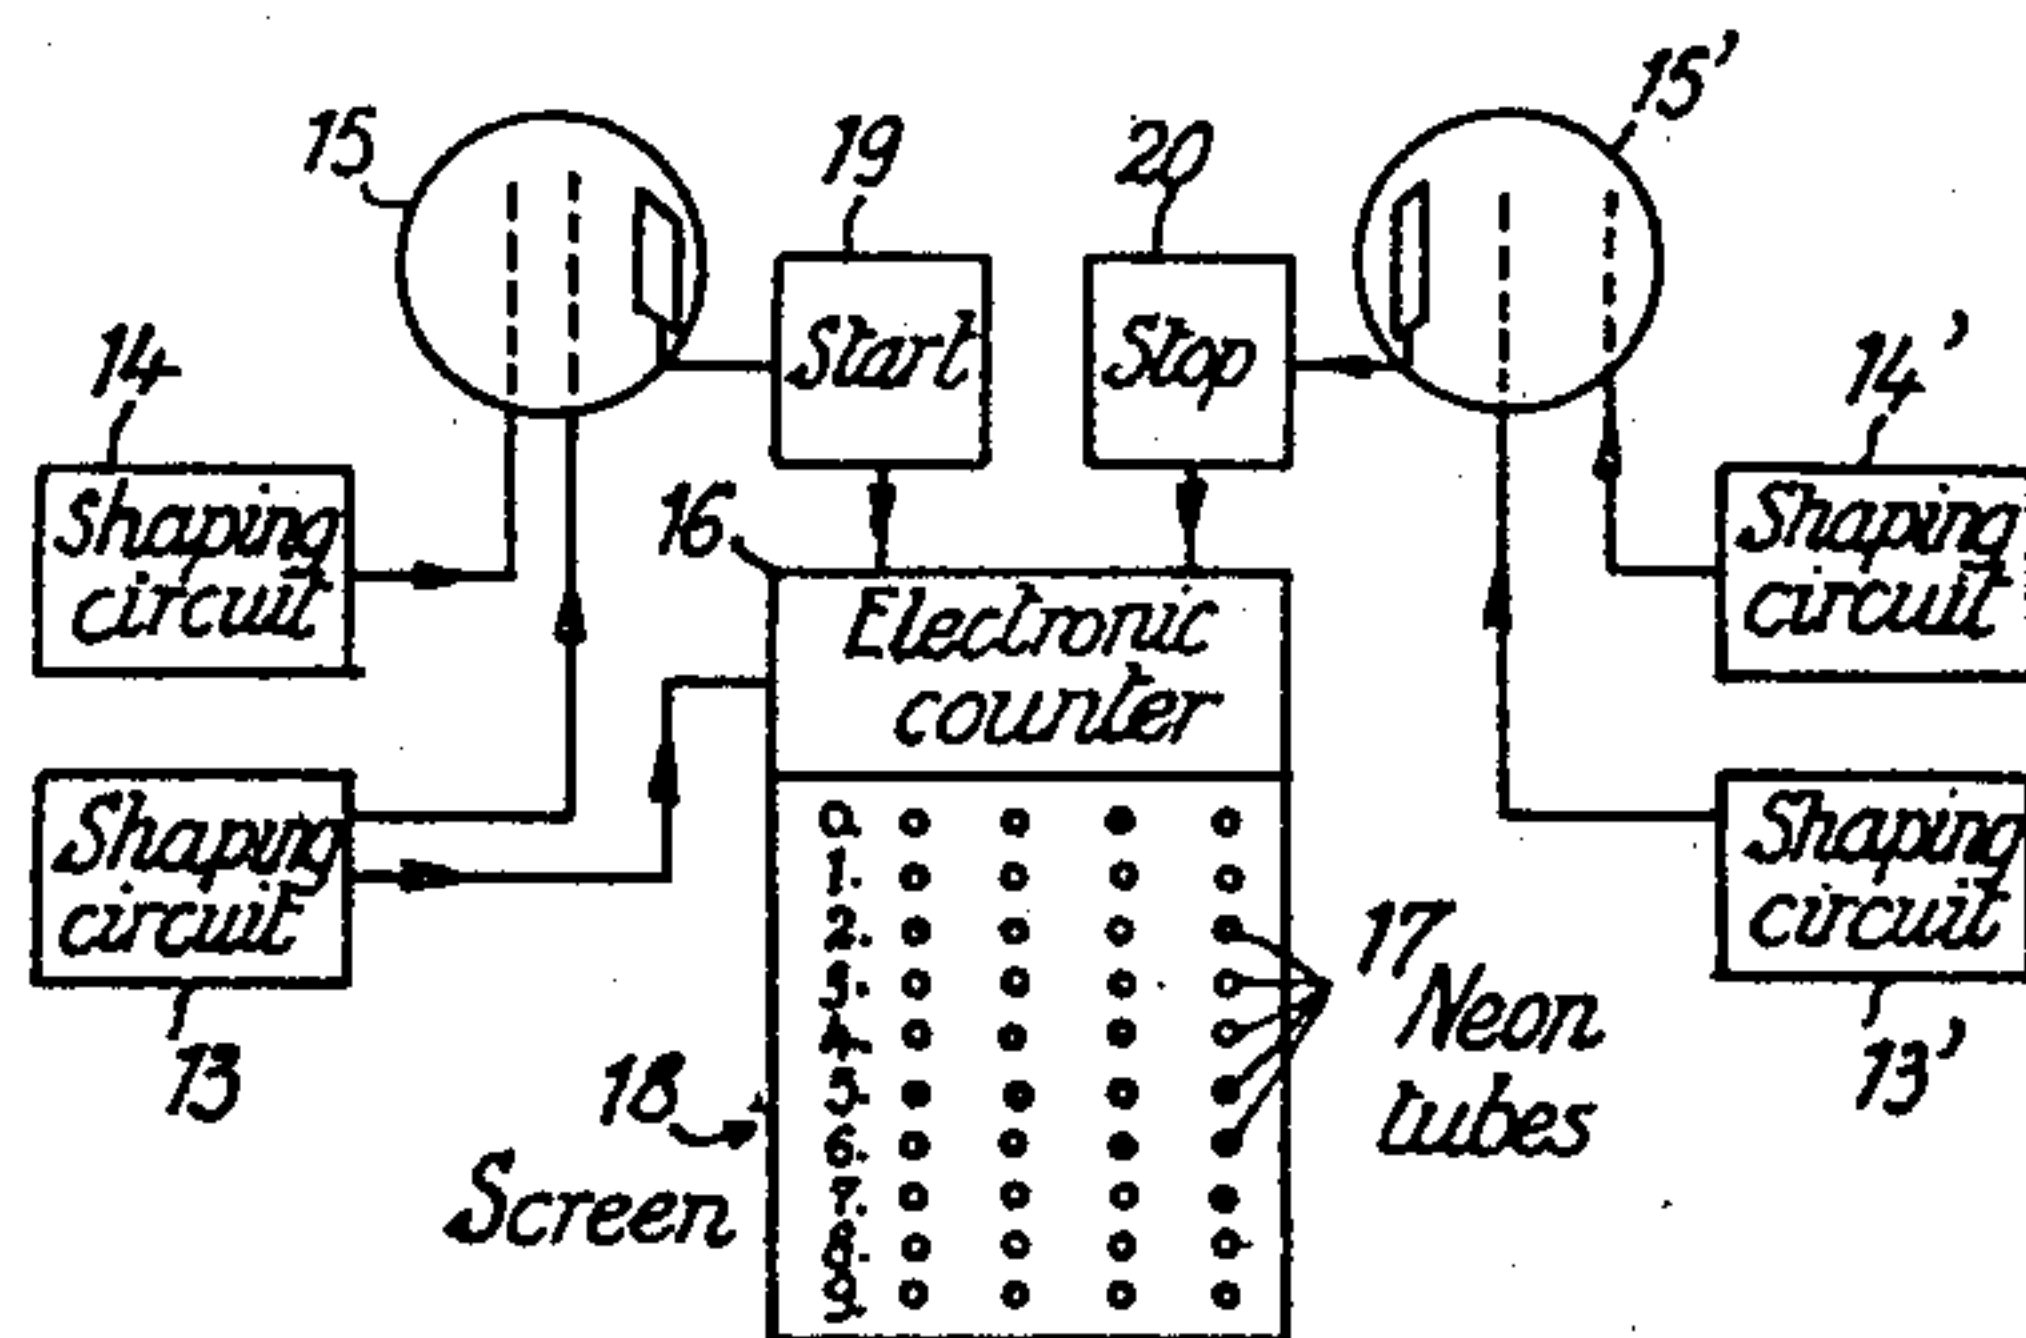 15
19
20
15'
14
Start
Stop
14'
Shaping
circuit
16
Shaping
circuit
Electronic
counter
Shaping
circuit
Shaping
circuit
0.
1.
2.
3.
4.
5.
6.
7.
8.
9.
17
Neon
tubes
13
18
Screen
13'